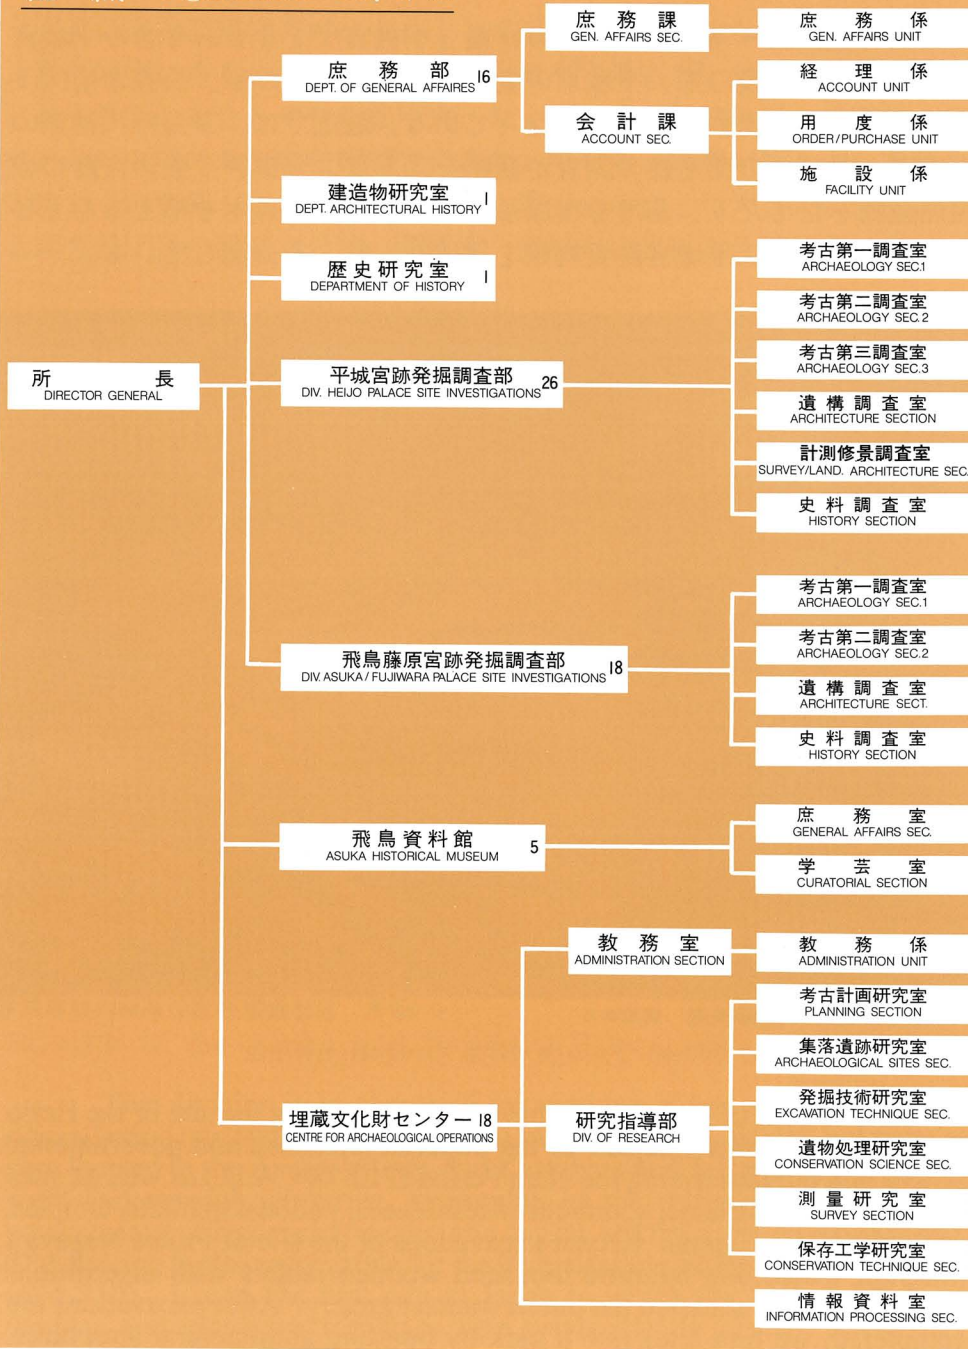 所長
DIRECTOR GENERAL
庶務部 16
DEPT. OF GENERAL AFFAIRES
庶務課
GEN. AFFAIRS SEC.
庶務係
GEN. AFFAIRS UNIT
会計課
ACCOUNT SEC.
経理係
ACCOUNT UNIT
用度係
ORDER/PURCHASE UNIT
施設係
FACILITY UNIT
建造物研究室 1
DEPT. ARCHITECTURAL HISTORY
歴史研究室 1
DEPARTMENT OF HISTORY
平城宮跡発掘調査部 26
DIV. HEIJO PALACE SITE INVESTIGATIONS
考古第一調査室
ARCHAEOLOGY SEC.1
考古第二調査室
ARCHAEOLOGY SEC.2
考古第三調査室
ARCHAEOLOGY SEC.3
遺構調査室
ARCHITECTURE SECTION
計測修景調査室
SURVEY/LAND. ARCHITECTURE SEC.
史料調査室
HISTORY SECTION
飛鳥藤原宮跡発掘調査部 18
DIV. ASUKA/FUJIWARA PALACE SITE INVESTIGATIONS
考古第一調査室
ARCHAEOLOGY SEC.1
考古第二調査室
ARCHAEOLOGY SEC.2
遺構調査室
ARCHITECTURE SECT.
史料調査室
HISTORY SECTION
飛鳥資料館 5
ASUKA HISTORICAL MUSEUM
庶務室
GENERAL AFFAIRS SEC.
学芸室
CURATORIAL SECTION
埋蔵文化財センター 18
CENTRE FOR ARCHAEOLOGICAL OPERATIONS
教務室
ADMINISTRATION SECTION
教務係
ADMINISTRATION UNIT
研究指導部
DIV. OF RESEARCH
考古計画研究室
PLANNING SECTION
集落遺跡研究室
ARCHAEOLOGICAL SITES SEC.
発掘技術研究室
EXCAVATION TECHNIQUE SEC.
遺物処理研究室
CONSERVATION SCIENCE SEC.
測量研究室
SURVEY SECTION
保存工学研究室
CONSERVATION TECHNIQUE SEC.
情報資料室
INFORMATION PROCESSING SEC.